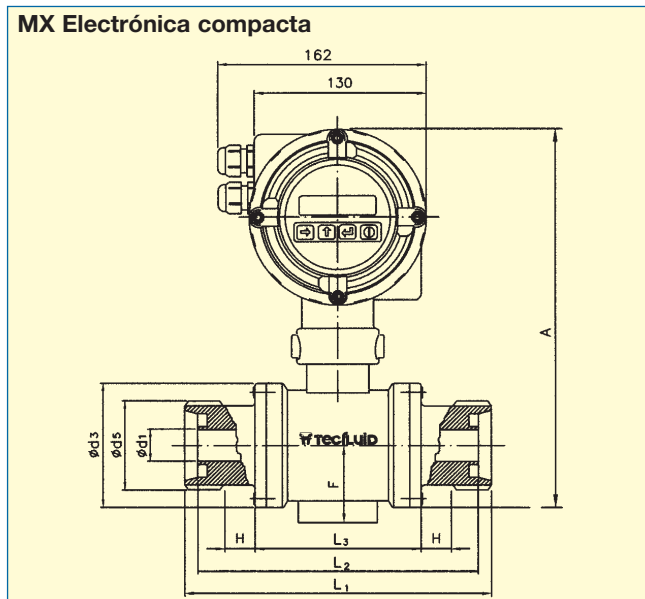 MX Electrónica compacta
162
130
A
Ød3
Ød5
Ød1
TECFLUID
F
H
L3
H
L2
L1